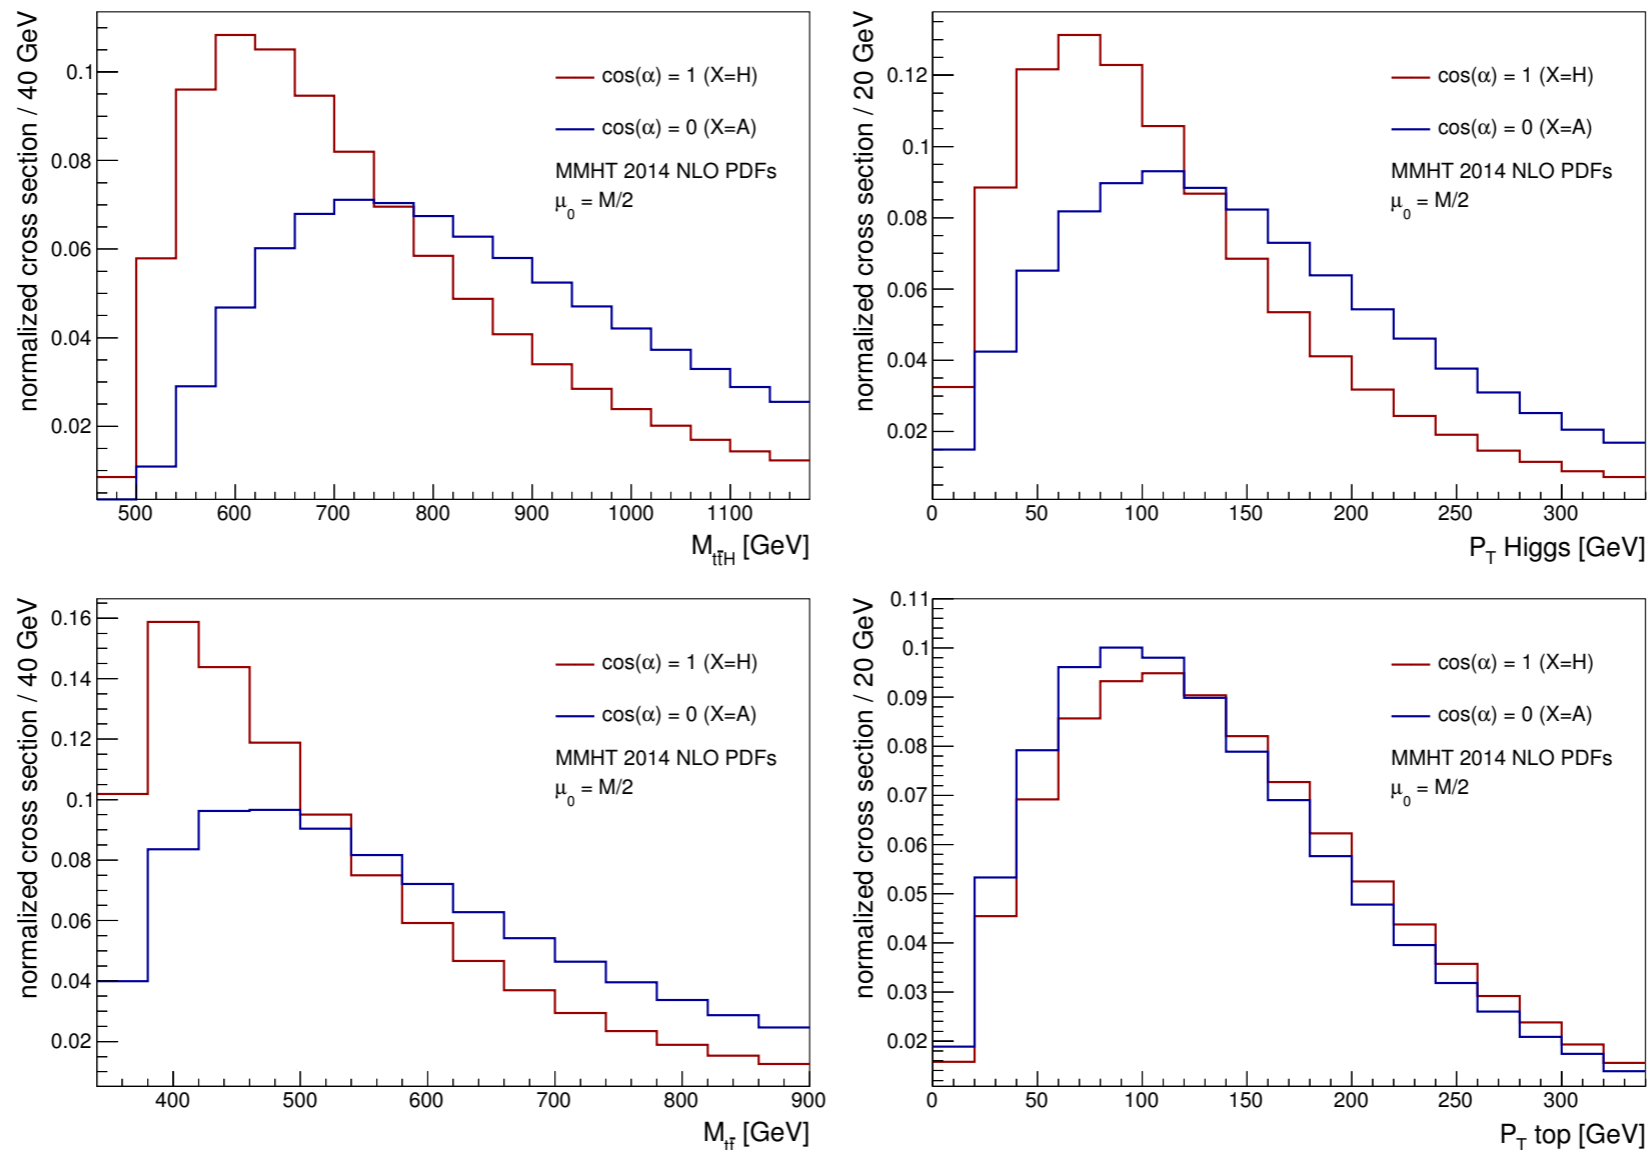 normalized cross section / 40 GeV
0.1
0.08
0.06
0.04
0.02
cos(α) = 1 (X=H)
cos(α) = 0 (X=A)
MMHT 2014 NLO PDFs
μ₀ = M/2
500 600 700 800 900 1000 1100
M_tt̄H [GeV]
normalized cross section / 20 GeV
0.12
0.1
0.08
0.06
0.04
0.02
cos(α) = 1 (X=H)
cos(α) = 0 (X=A)
MMHT 2014 NLO PDFs
μ₀ = M/2
0 50 100 150 200 250 300
P_T Higgs [GeV]
normalized cross section / 40 GeV
0.16
0.14
0.12
0.1
0.08
0.06
0.04
0.02
cos(α) = 1 (X=H)
cos(α) = 0 (X=A)
MMHT 2014 NLO PDFs
μ₀ = M/2
400 500 600 700 800 900
M_tt̄ [GeV]
normalized cross section / 20 GeV
0.11
0.1
0.09
0.08
0.07
0.06
0.05
0.04
0.03
0.02
cos(α) = 1 (X=H)
cos(α) = 0 (X=A)
MMHT 2014 NLO PDFs
μ₀ = M/2
0 50 100 150 200 250 300
P_T top [GeV]